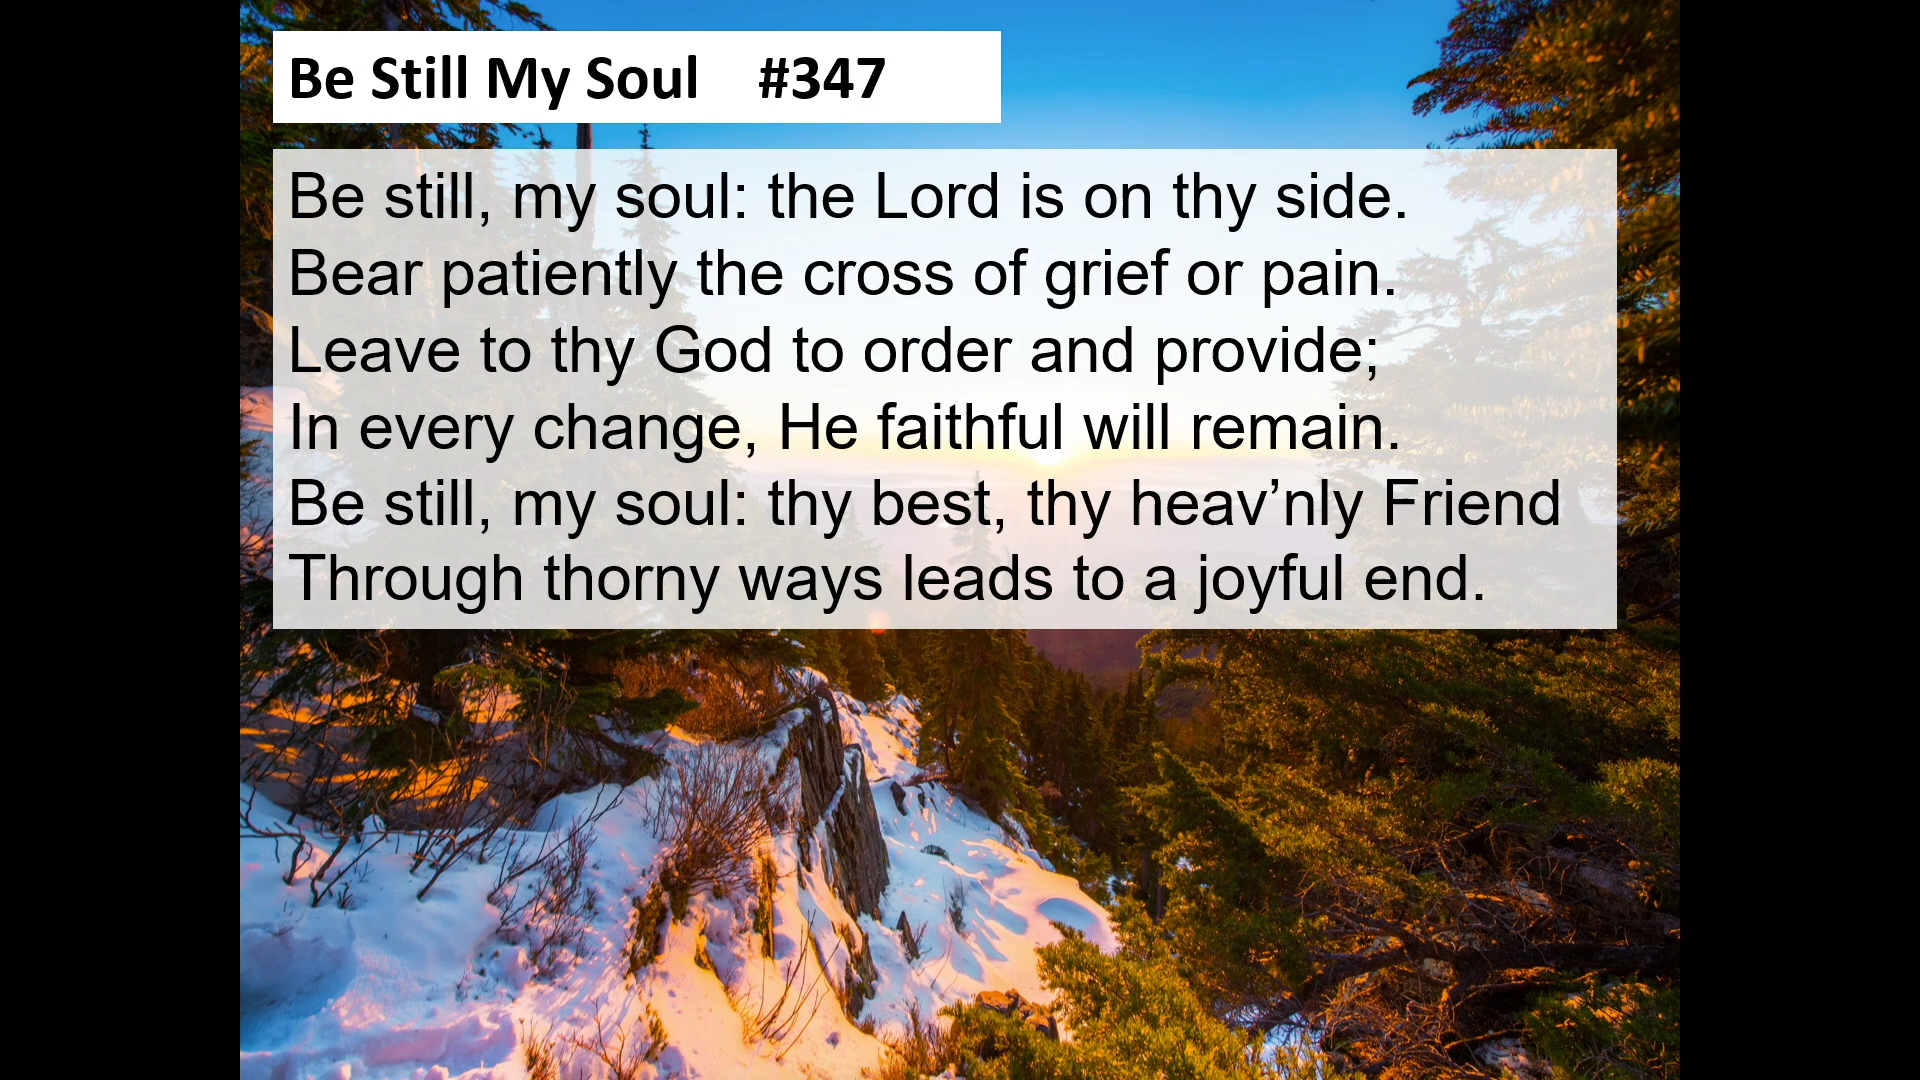 Be Still My Soul #347
Be still, my soul: the Lord is on thy side.
Bear patiently the cross of grief or pain.
Leave to thy God to order and provide;
In every change, He faithful will remain.
Be still, my soul: thy best, thy heav’nly Friend
Through thorny ways leads to a joyful end.